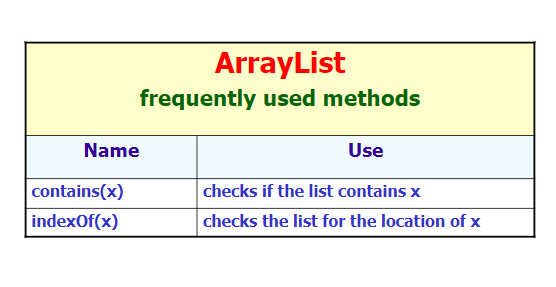 ArrayList
frequently used methods
Name Use
contains(x) checks if the list contains x
indexOf(x) checks the list for the location of x